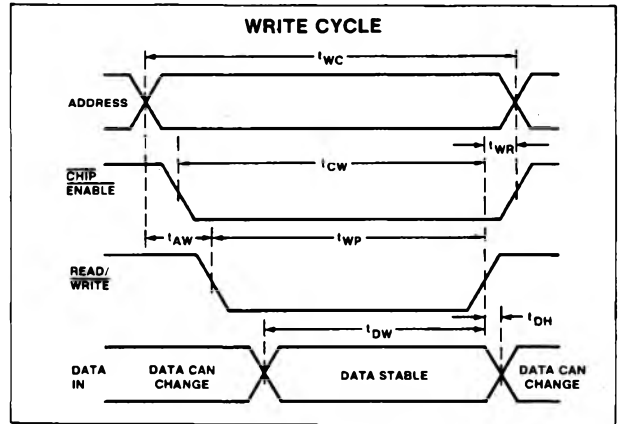 WRITE CYCLE
tWC
ADDRESS
tWR
tCW
CHIP
ENABLE
tAW
tWP
READ/
WRITE
tDH
tDW
DATA
IN
DATA CAN
CHANGE
DATA STABLE
DATA CAN
CHANGE